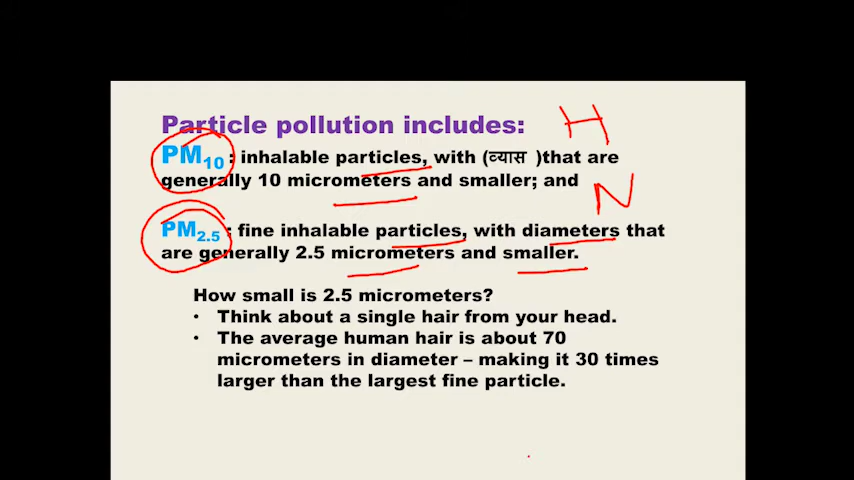 Particle pollution includes:
H
PM10 : inhalable particles, with (व्यास )that are
generally 10 micrometers and smaller; and
N
PM2.5 : fine inhalable particles, with diameters that
are generally 2.5 micrometers and smaller.
How small is 2.5 micrometers?
• Think about a single hair from your head.
• The average human hair is about 70
micrometers in diameter – making it 30 times
larger than the largest fine particle.